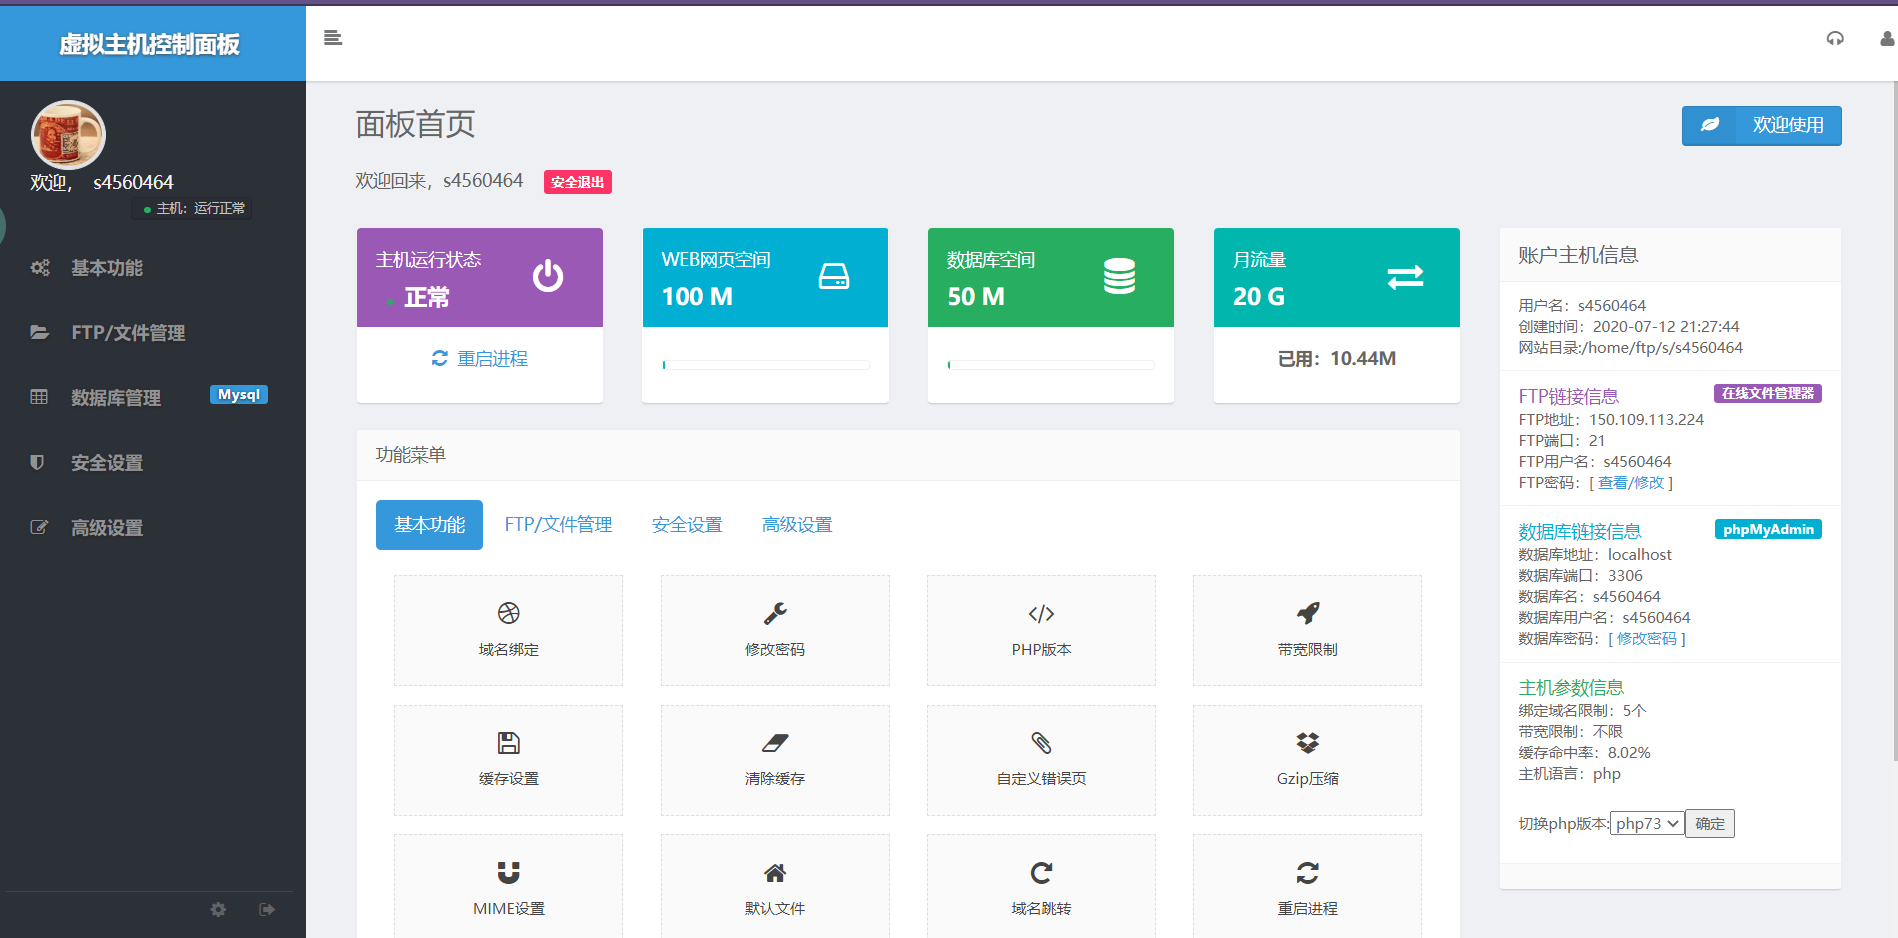 虚拟主机控制面板
欢迎， s4560464
主机：运行正常
基本功能
FTP/文件管理
数据库管理 Mysql
安全设置
高级设置
面板首页
欢迎使用
欢迎回来，s4560464 安全退出
主机运行状态
正常
重启进程
WEB网页空间
100 M
数据库空间
50 M
月流量
20 G
已用：10.44M
功能菜单
基本功能 FTP/文件管理 安全设置 高级设置
域名绑定 修改密码 PHP版本 带宽限制
缓存设置 清除缓存 自定义错误页 Gzip压缩
MIME设置 默认文件 域名跳转 重启进程
账户主机信息
用户名：s4560464
创建时间：2020-07-12 21:27:44
网站目录:/home/ftp/s/s4560464
FTP链接信息 在线文件管理器
FTP地址：150.109.113.224
FTP端口：21
FTP用户名：s4560464
FTP密码：[ 查看/修改 ]
数据库链接信息 phpMyAdmin
数据库地址：localhost
数据库端口：3306
数据库名：s4560464
数据库用户名：s4560464
数据库密码：[ 修改密码 ]
主机参数信息
绑定域名限制：5个
带宽限制：不限
缓存命中率：8.02%
主机语言：php
切换php版本:php73 确定